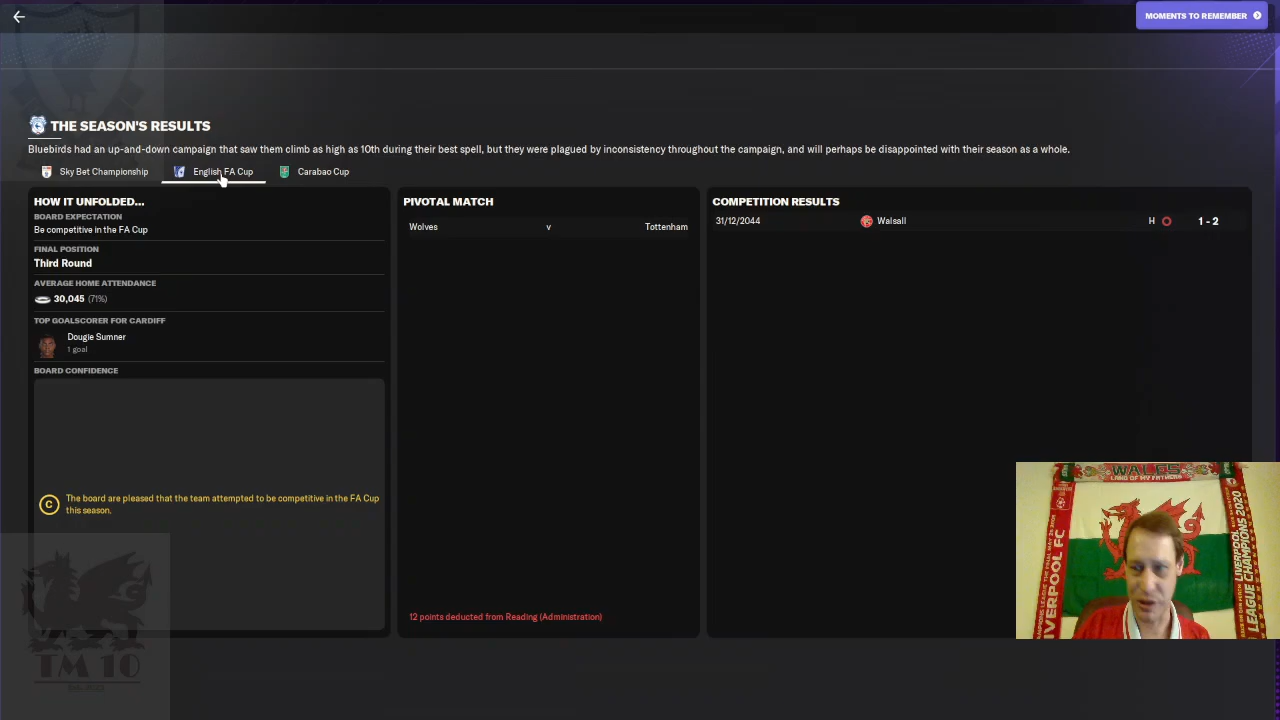 MOMENTS TO REMEMBER
THE SEASON'S RESULTS
Bluebirds had an up-and-down campaign that saw them climb as high as 10th during their best spell, but they were plagued by inconsistency throughout the campaign, and will perhaps be disappointed with their season as a whole.
Sky Bet Championship
English FA Cup
Carabao Cup
HOW IT UNFOLDED...
BOARD EXPECTATION
Be competitive in the FA Cup
FINAL POSITION
Third Round
AVERAGE HOME ATTENDANCE
30,045 (71%)
TOP GOALSCORER FOR CARDIFF
Dougie Sumner
1 goal
BOARD CONFIDENCE
C
The board are pleased that the team attempted to be competitive in the FA Cup
this season.
PIVOTAL MATCH
Wolves v Tottenham
12 points deducted from Reading (Administration)
COMPETITION RESULTS
31/12/2044 Walsall H 1 - 2
WALES
LAND OF MY FATHERS
LIVERPOOL FC
LIVERPOOL
LEAGUE CHAMPIONS 2020
TM 10